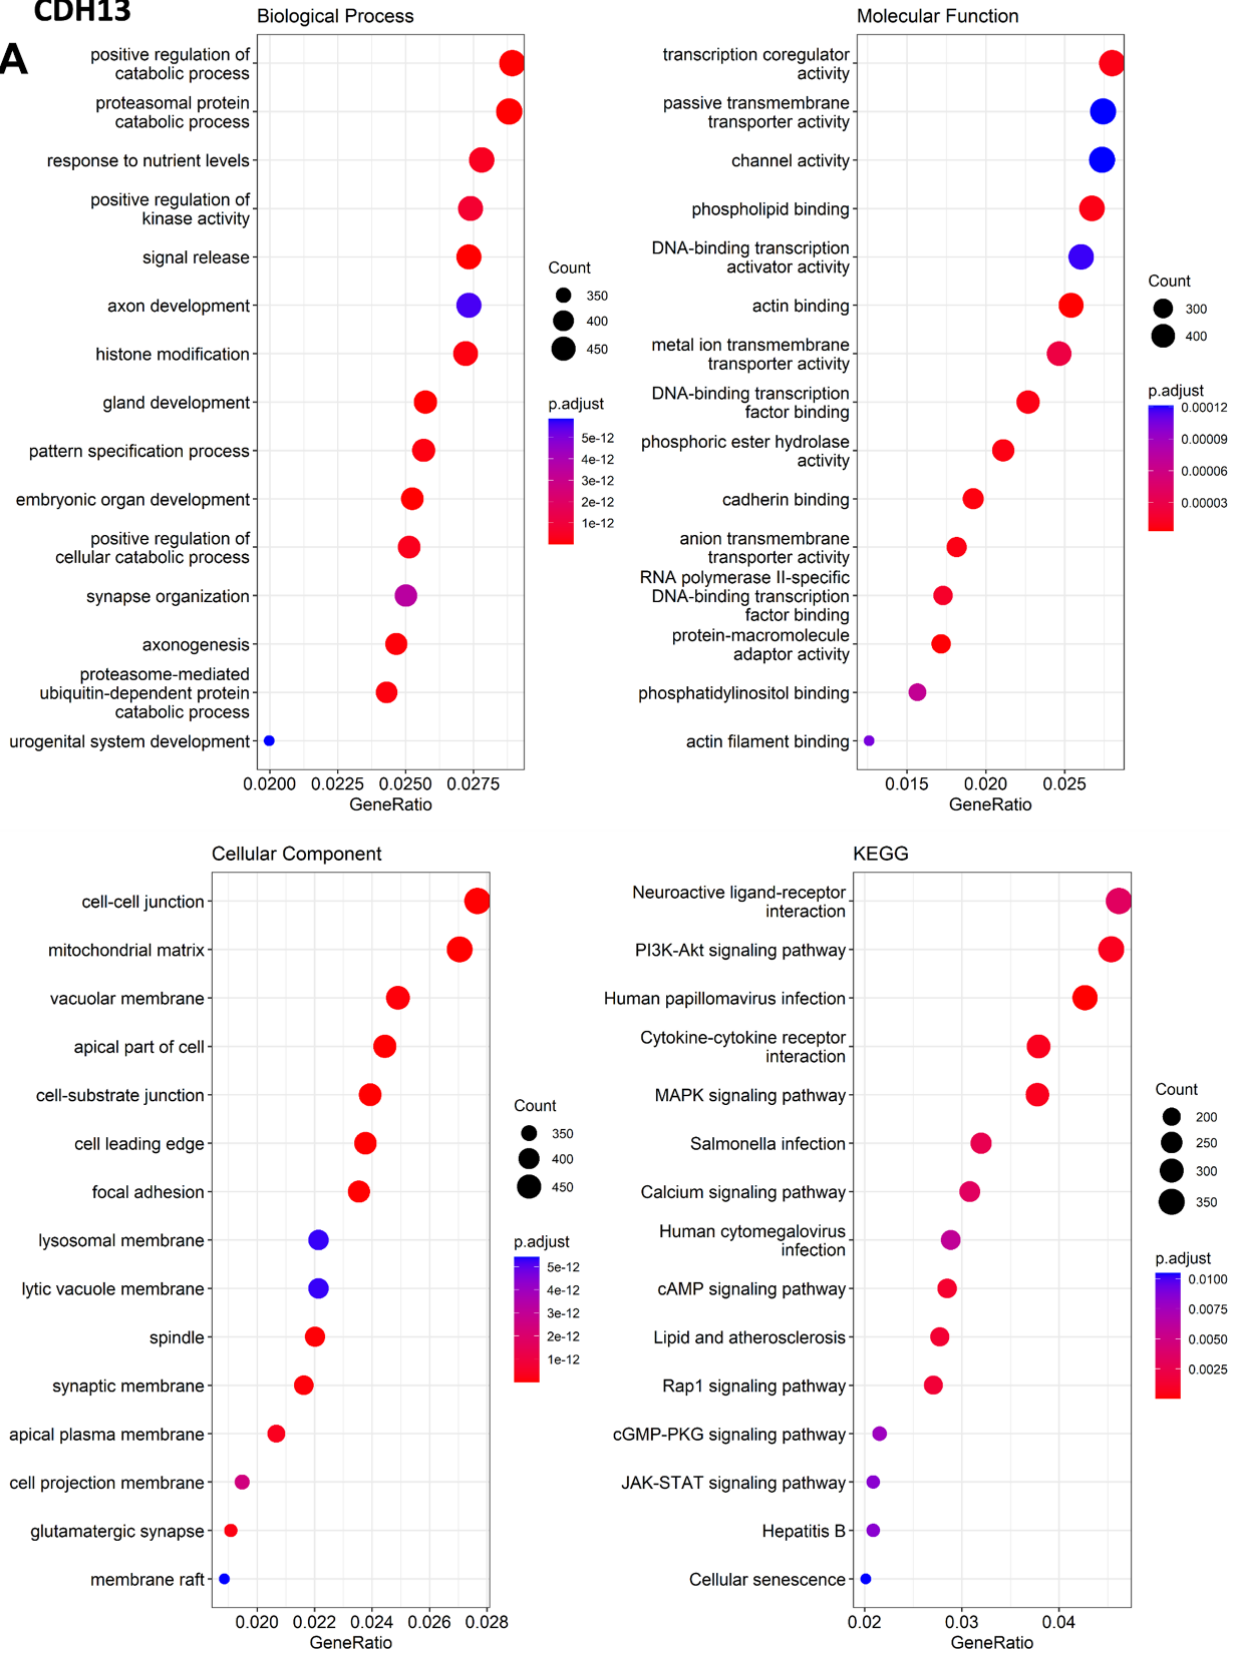 CDH13
A
Biological Process
positive regulation of
catabolic process
proteasomal protein
catabolic process
response to nutrient levels
positive regulation of
kinase activity
signal release
axon development
histone modification
gland development
pattern specification process
embryonic organ development
positive regulation of
cellular catabolic process
synapse organization
axonogenesis
proteasome-mediated
ubiquitin-dependent protein
catabolic process
urogenital system development
0.0200 0.0225 0.0250 0.0275
GeneRatio
Count
350
400
450
p.adjust
5e-12
4e-12
3e-12
2e-12
1e-12
Molecular Function
transcription coregulator
activity
passive transmembrane
transporter activity
channel activity
phospholipid binding
DNA-binding transcription
activator activity
actin binding
metal ion transmembrane
transporter activity
DNA-binding transcription
factor binding
phosphoric ester hydrolase
activity
cadherin binding
anion transmembrane
transporter activity
RNA polymerase II-specific
DNA-binding transcription
factor binding
protein-macromolecule
adaptor activity
phosphatidylinositol binding
actin filament binding
0.015 0.020 0.025
GeneRatio
Count
300
400
p.adjust
0.00012
0.00009
0.00006
0.00003
Cellular Component
cell-cell junction
mitochondrial matrix
vacuolar membrane
apical part of cell
cell-substrate junction
cell leading edge
focal adhesion
lysosomal membrane
lytic vacuole membrane
spindle
synaptic membrane
apical plasma membrane
cell projection membrane
glutamatergic synapse
membrane raft
0.020 0.022 0.024 0.026 0.028
GeneRatio
Count
350
400
450
p.adjust
5e-12
4e-12
3e-12
2e-12
1e-12
KEGG
Neuroactive ligand-receptor
interaction
PI3K-Akt signaling pathway
Human papillomavirus infection
Cytokine-cytokine receptor
interaction
MAPK signaling pathway
Salmonella infection
Calcium signaling pathway
Human cytomegalovirus
infection
cAMP signaling pathway
Lipid and atherosclerosis
Rap1 signaling pathway
cGMP-PKG signaling pathway
JAK-STAT signaling pathway
Hepatitis B
Cellular senescence
0.02 0.03 0.04
GeneRatio
Count
200
250
300
350
p.adjust
0.0100
0.0075
0.0050
0.0025